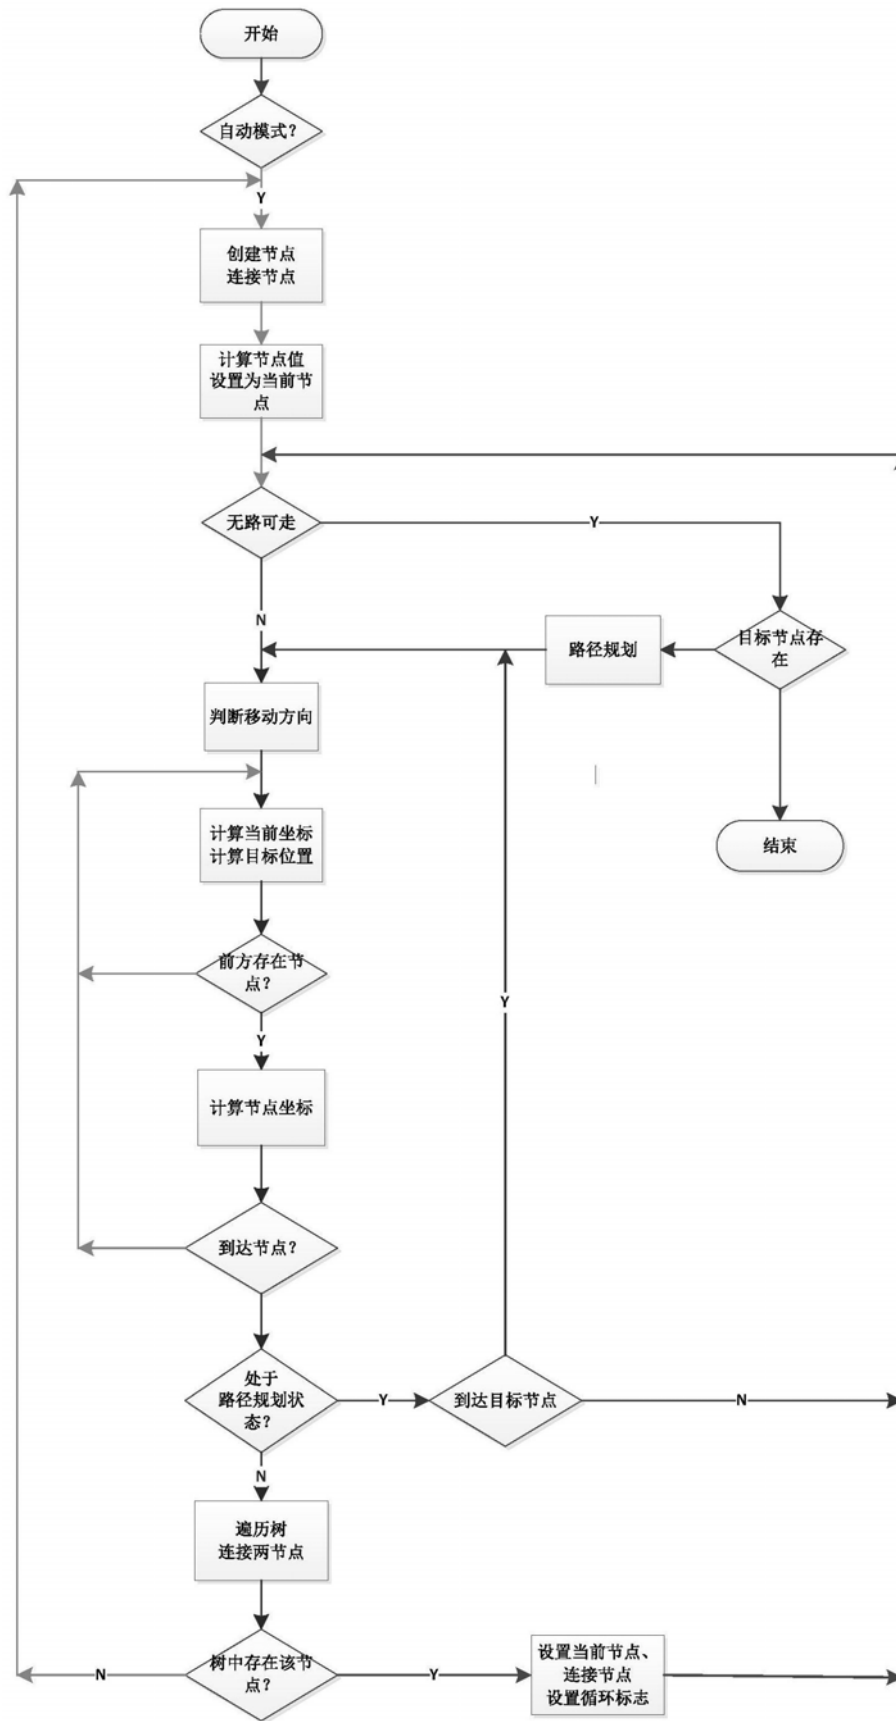 开始
自动模式?
Y
创建节点
连接节点
计算节点值
设置为当前节
点
无路可走
Y
N
目标节点存
在
路径规划
判断移动方向
计算当前坐标
计算目标位置
结束
前方存在节
点?
Y
Y
计算节点坐标
到达节点?
处于
路径规划状
态?
Y
到达目标节点
N
N
遍历树
连接两节点
树中存在该节
点?
N
Y
设置当前节点、
连接节点
设置循环标志